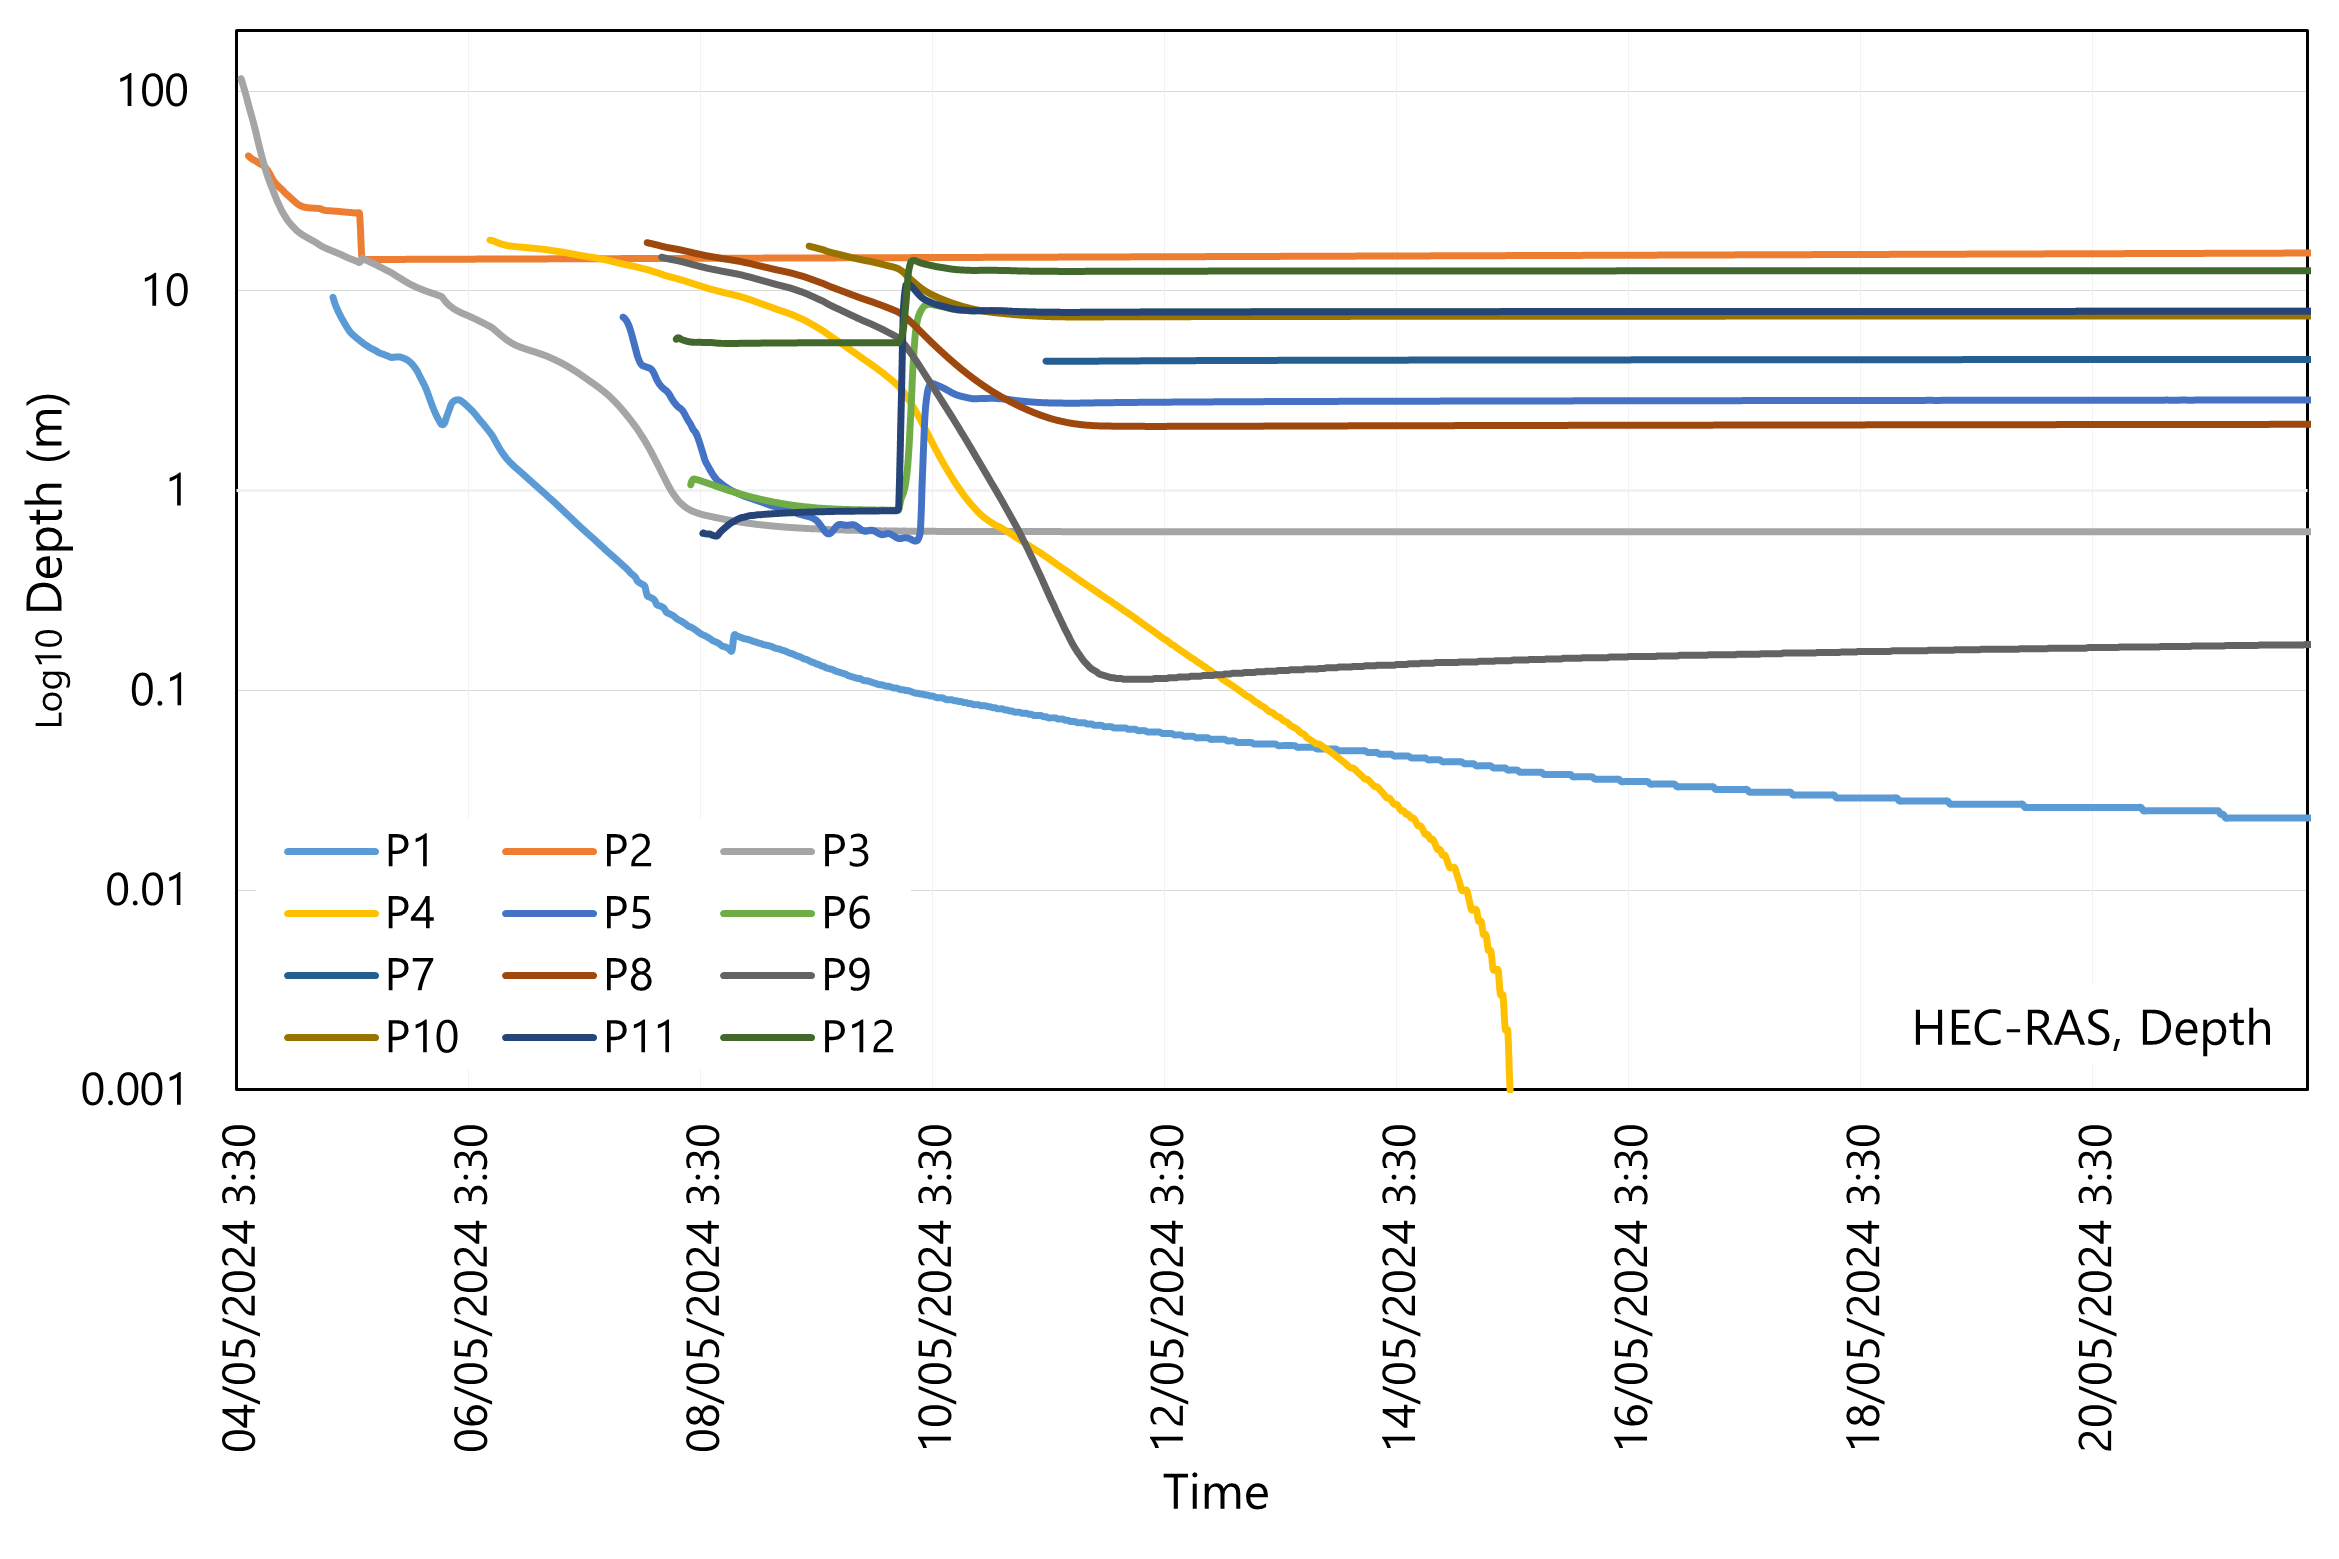 100
10
1
0.1
0.01
0.001
Log10 Depth (m)
P1 P2 P3
P4 P5 P6
P7 P8 P9
P10 P11 P12
HEC-RAS, Depth
04/05/2024 3:30
06/05/2024 3:30
08/05/2024 3:30
10/05/2024 3:30
12/05/2024 3:30
14/05/2024 3:30
16/05/2024 3:30
18/05/2024 3:30
20/05/2024 3:30
Time